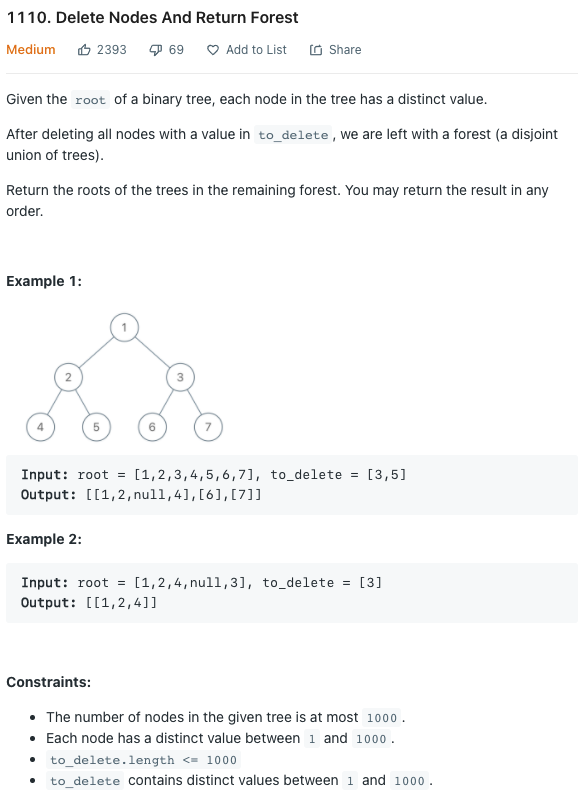 1110. Delete Nodes And Return Forest
Medium 2393 69 Add to List Share
Given the root of a binary tree, each node in the tree has a distinct value.
After deleting all nodes with a value in to_delete, we are left with a forest (a disjoint
union of trees).
Return the roots of the trees in the remaining forest. You may return the result in any
order.
Example 1:
1
2 3
4 5 6 7
Input: root = [1,2,3,4,5,6,7], to_delete = [3,5]
Output: [[1,2,null,4],[6],[7]]
Example 2:
Input: root = [1,2,4,null,3], to_delete = [3]
Output: [[1,2,4]]
Constraints:
• The number of nodes in the given tree is at most 1000.
• Each node has a distinct value between 1 and 1000.
• to_delete.length <= 1000
• to_delete contains distinct values between 1 and 1000.